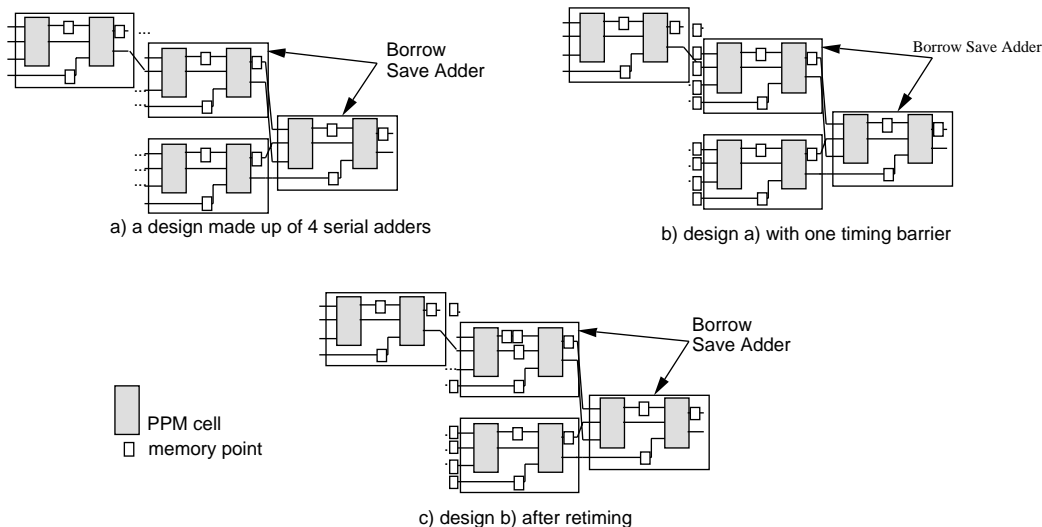 Borrow
Save Adder
a) a design made up of 4 serial adders
Borrow Save Adder
b) design a) with one timing barrier
Borrow
Save Adder
PPM cell
memory point
c) design b) after retiming